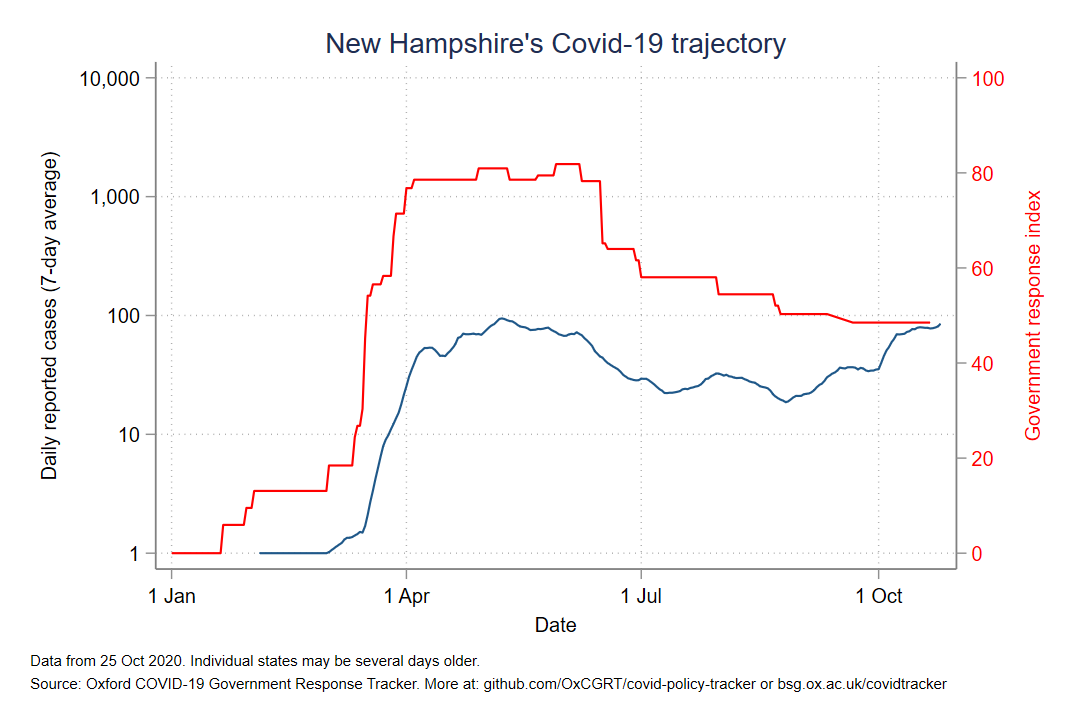 New Hampshire's Covid-19 trajectory
Daily reported cases (7-day average)
10,000
1,000
100
10
1
Government response index
100
80
60
40
20
0
1 Jan
1 Apr
1 Jul
1 Oct
Date
Data from 25 Oct 2020. Individual states may be several days older.
Source: Oxford COVID-19 Government Response Tracker. More at: github.com/OxCGRT/covid-policy-tracker or bsg.ox.ac.uk/covidtracker